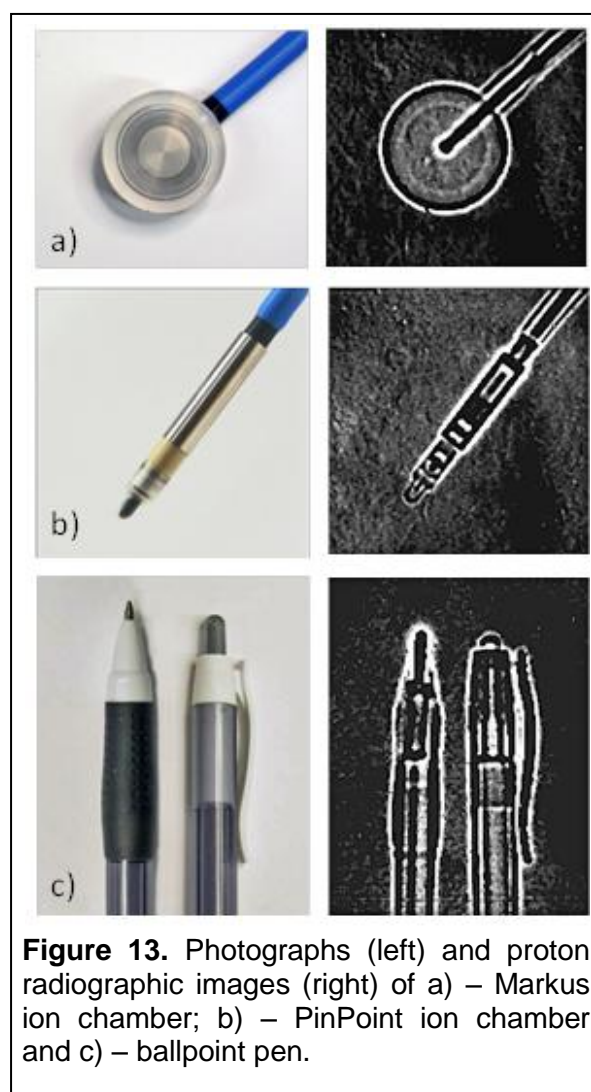 a)
b)
c)
Figure 13. Photographs (left) and proton
radiographic images (right) of a) – Markus
ion chamber; b) – PinPoint ion chamber
and c) – ballpoint pen.